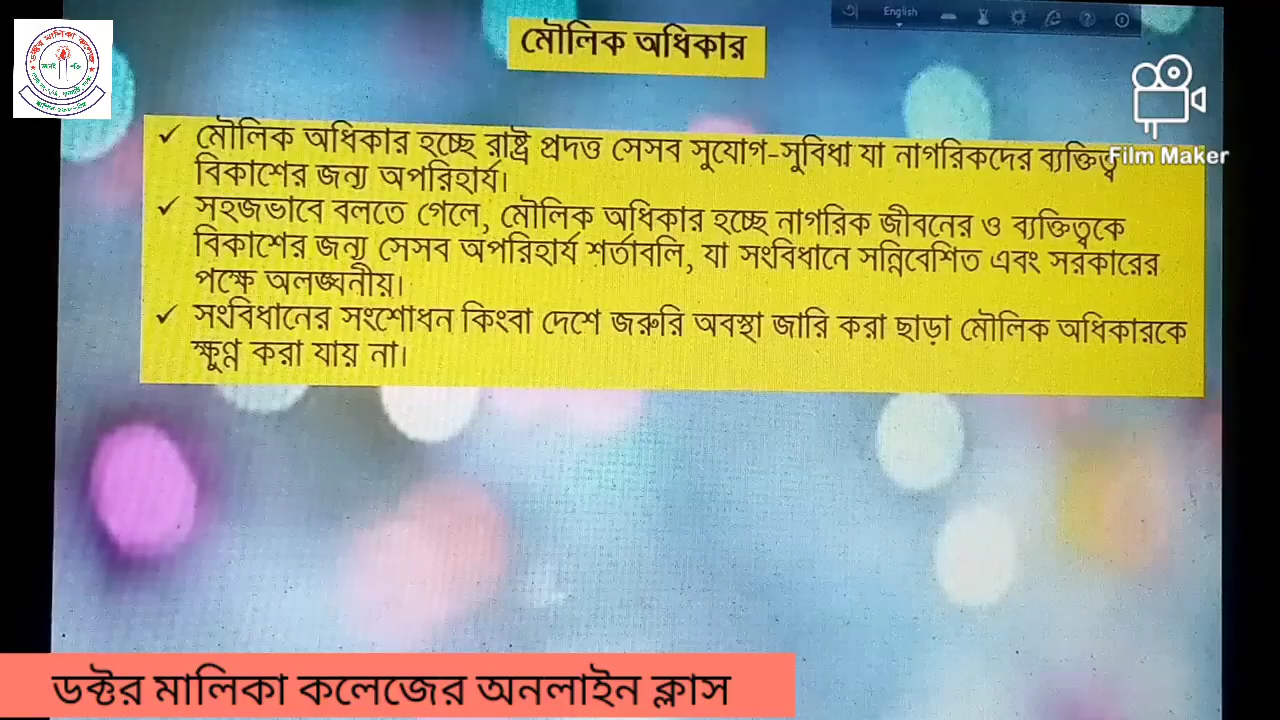 English
মৌলিক অধিকার
Film Maker
✓ মৌলিক অধিকার হচ্ছে রাষ্ট্র প্রদত্ত সেসব সুযোগ-সুবিধা যা নাগরিকদের ব্যক্তিত্ব
বিকাশের জন্য অপরিহার্য।
✓ সহজভাবে বলতে গেলে, মৌলিক অধিকার হচ্ছে নাগরিক জীবনের ও ব্যক্তিত্বকে
বিকাশের জন্য সেসব অপরিহার্য শর্তাবলি, যা সংবিধানে সন্নিবেশিত এবং সরকারের
পক্ষে অলঙ্ঘনীয়।
✓ সংবিধানের সংশোধন কিংবা দেশে জরুরি অবস্থা জারি করা ছাড়া মৌলিক অধিকারকে
ক্ষুণ্ণ করা যায় না।
ডক্টর মালিকা কলেজের অনলাইন ক্লাস